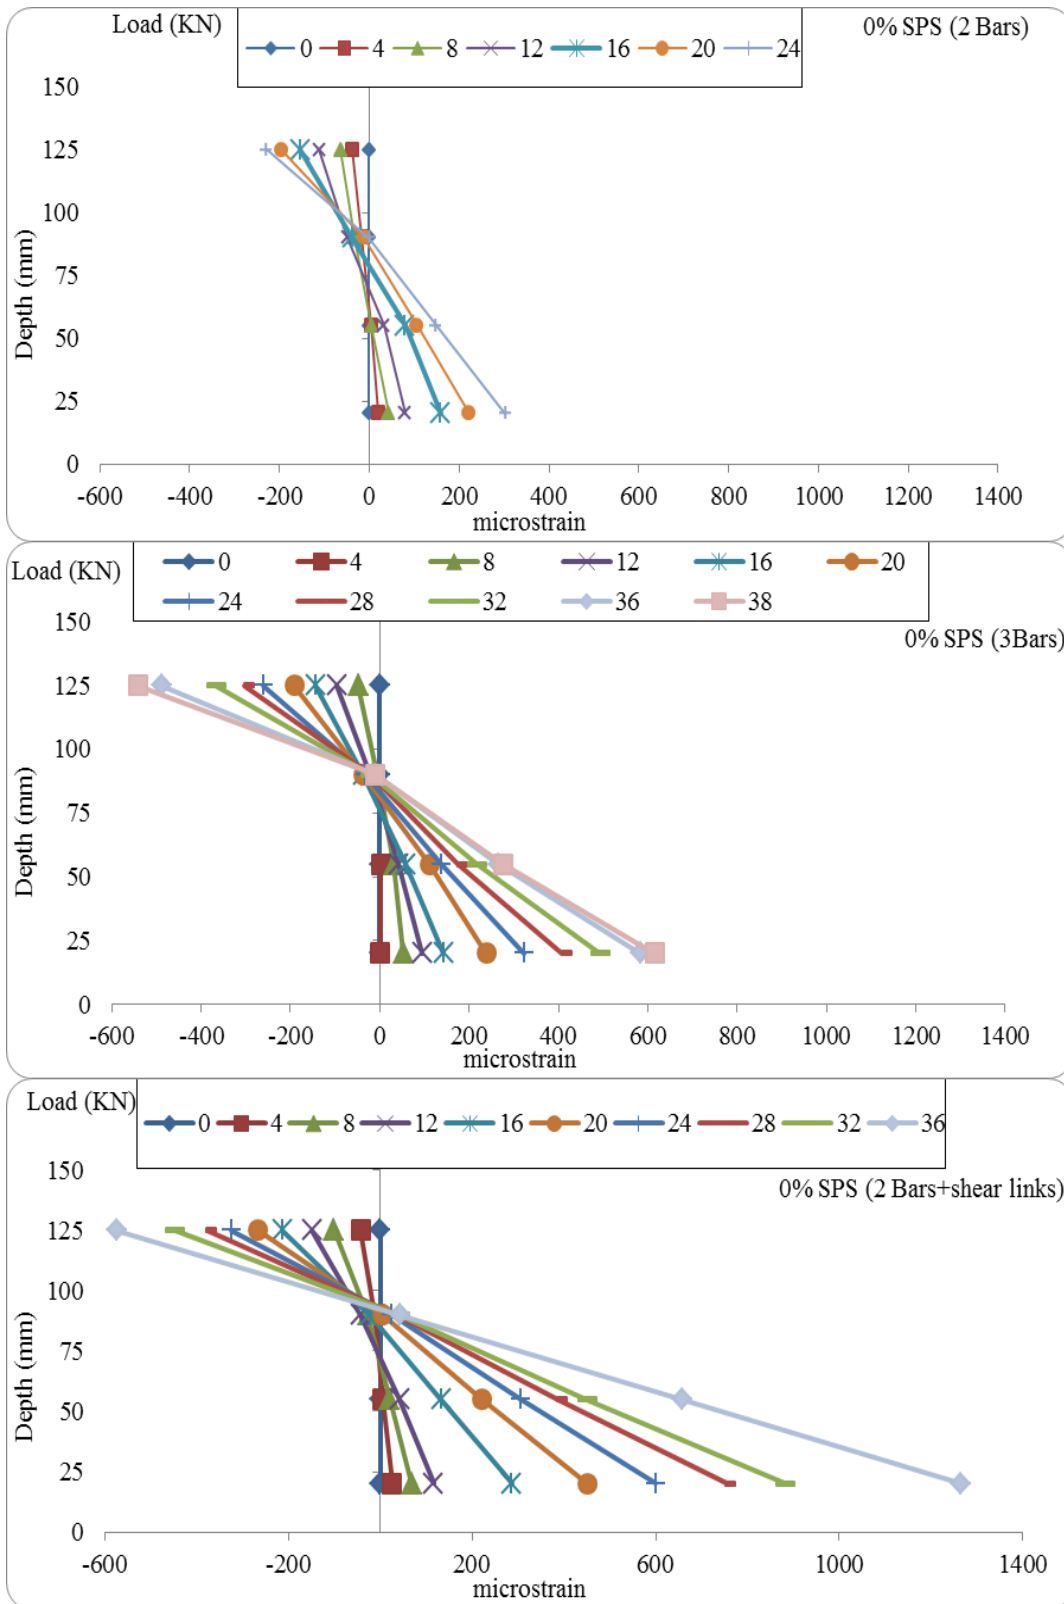 Load (KN)
0% SPS (2 Bars)
0 4 8 12 16 20 24
150
125
100
75
50
25
0
Depth (mm)
-600 -400 -200 0 200 400 600 800 1000 1200 1400
microstrain
Load (KN)
0 4 8 12 16 20
24 28 32 36 38
0% SPS (3Bars)
150
125
100
75
50
25
0
Depth (mm)
-600 -400 -200 0 200 400 600 800 1000 1200 1400
microstrain
Load (KN)
0 4 8 12 16 20 24 28 32 36
0% SPS (2 Bars+shear links)
150
125
100
75
50
25
0
Depth (mm)
-600 -200 200 600 1000 1400
microstrain